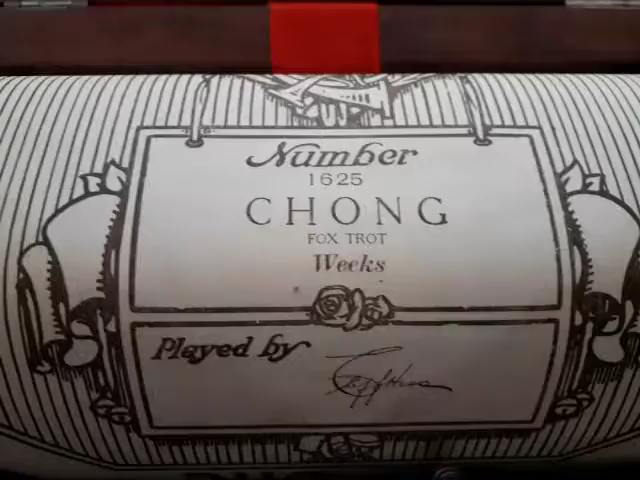 Number
1625
CHONG
FOX TROT
Weeks
Played by